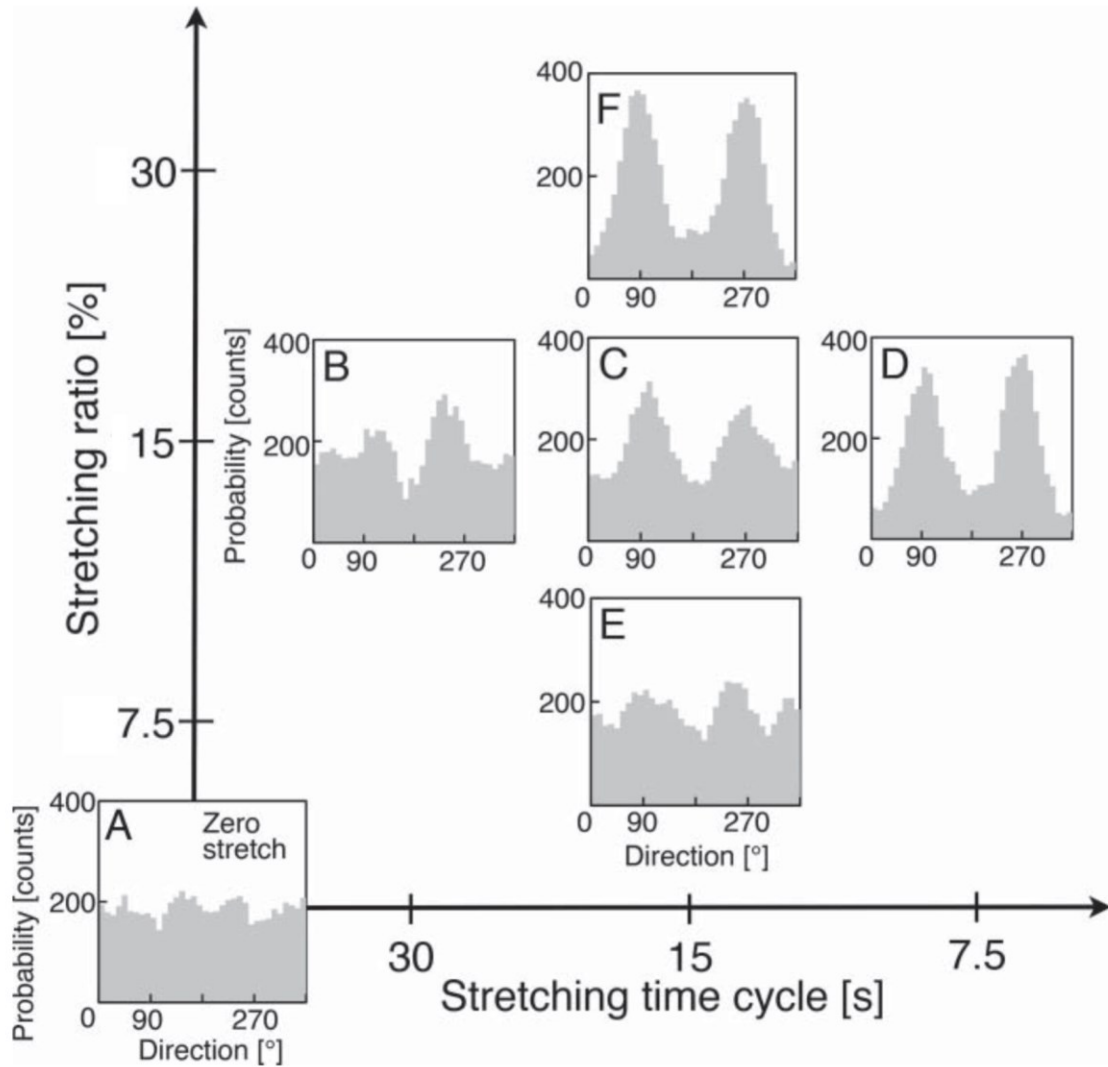 Stretching ratio [%]
30
15
7.5
400
200
F
0 90 270
Probability [counts]
400
200
B
0 90 270
400
200
C
0 90 270
400
200
D
0 90 270
400
200
E
0 90 270
Direction [°]
Probability [counts]
400
200
A
Zero
stretch
0 90 270
Direction [°]
30 15 7.5
Stretching time cycle [s]